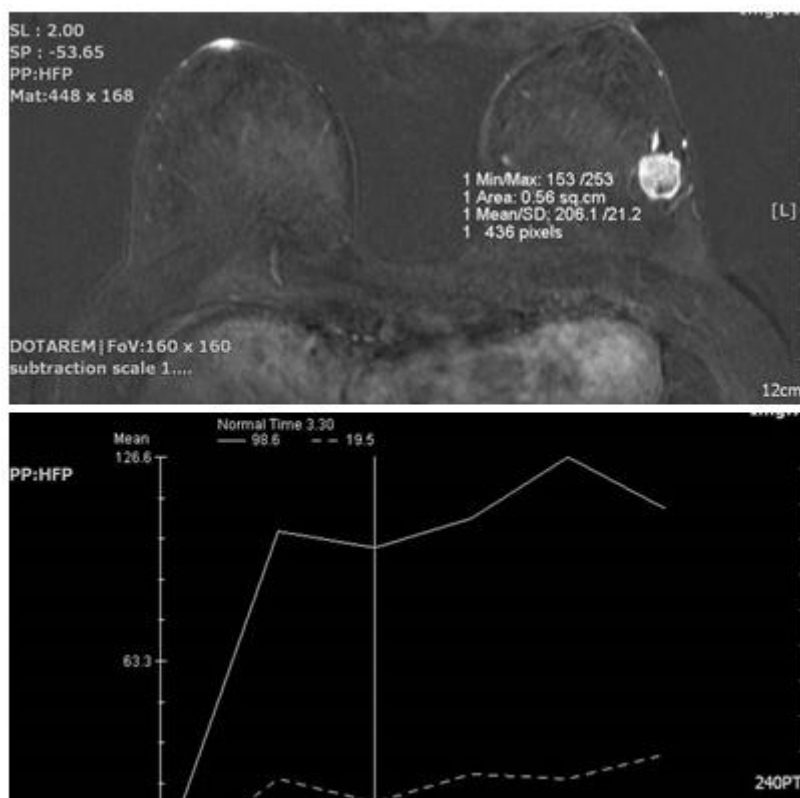 SL : 2.00
SP : -53.65
PP:HFP
Mat:448 x 168
1 Min/Max: 153 /253
1 Area: 0.56 sq.cm
1 Mean/SD: 206.1 /21.2
1 436 pixels
[L]
DOTAREM|FoV:160 x 160
subtraction scale 1....
12cm
Normal Time 3.30
Mean
98.6
19.5
126.6
PP:HFP
63.3
240PT